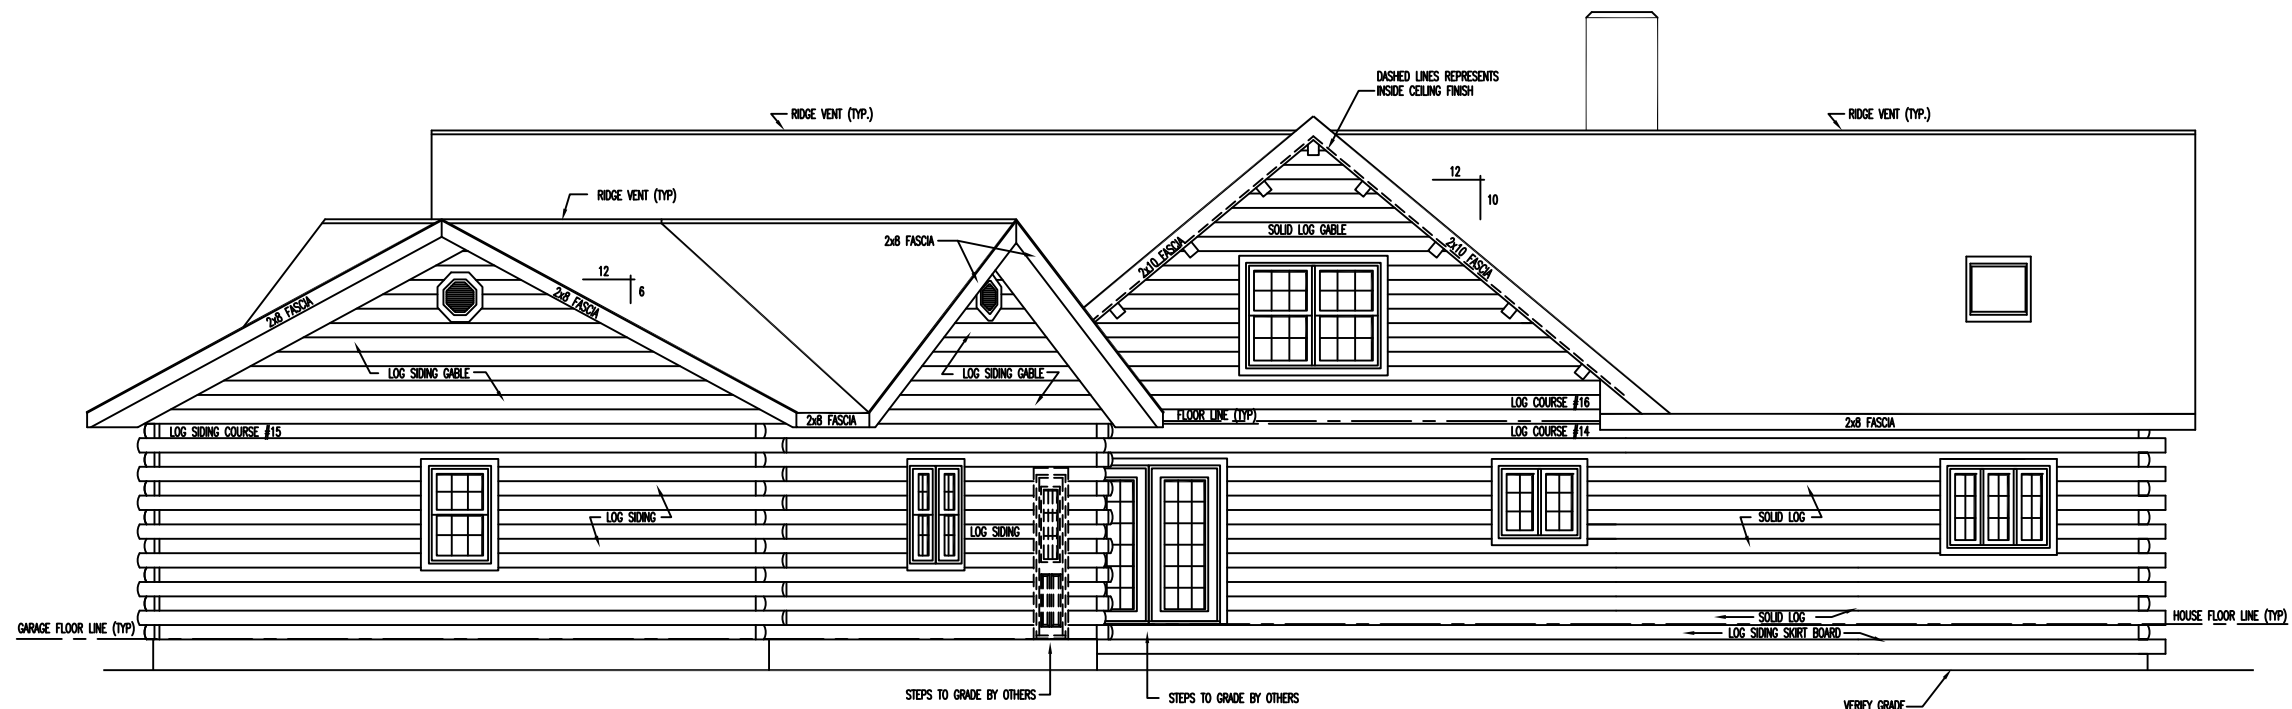 DASHED LINES REPRESENTS
INSIDE CEILING FINISH
RIDGE VENT (TYP.)
RIDGE VENT (TYP.)
12
10
RIDGE VENT (TYP)
SOLID LOG GABLE
2x8 FASCIA
2x10 FASCIA
2x10 FASCIA
12
6
2x8 FASCIA
2x8 FASCIA
LOG SIDING GABLE
LOG SIDING GABLE
LOG COURSE #16
FLOOR LINE (TYP)
2x8 FASCIA
2x8 FASCIA
LOG SIDING COURSE #15
LOG COURSE #14
LOG SIDING
SOLID LOG
LOG SIDING
SOLID LOG
HOUSE FLOOR LINE (TYP)
GARAGE FLOOR LINE (TYP)
LOG SIDING SKIRT BOARD
STEPS TO GRADE BY OTHERS
STEPS TO GRADE BY OTHERS
VERIFY GRADE